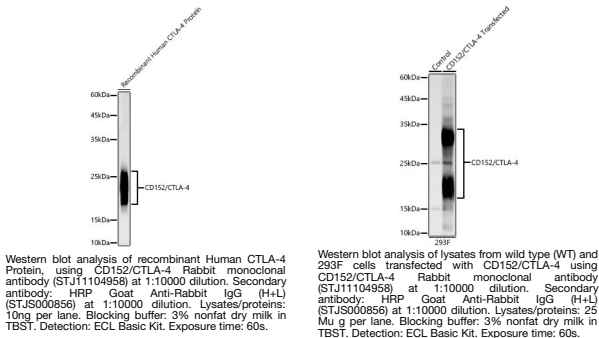 Recombinant Human CTLA-4 Protein
60kDa
45kDa
35kDa
25kDa
CD152/CTLA-4
15kDa
10kDa
Western blot analysis of recombinant Human CTLA-4
Protein, using CD152/CTLA-4 Rabbit monoclonal
antibody (STJ11104958) at 1:10000 dilution. Secondary
antibody: HRP Goat Anti-Rabbit IgG (H+L)
(STJS000856) at 1:10000 dilution. Lysates/proteins:
10ng per lane. Blocking buffer: 3% nonfat dry milk in
TBST. Detection: ECL Basic Kit. Exposure time: 60s.
Control
CD152/CTLA-4 Transfected
60kDa
45kDa
35kDa
25kDa
CD152/CTLA-4
15kDa
10kDa
293F
Western blot analysis of lysates from wild type (WT) and
293F cells transfected with CD152/CTLA-4 using
CD152/CTLA-4 Rabbit monoclonal antibody
(STJ11104958) at 1:10000 dilution. Secondary
antibody: HRP Goat Anti-Rabbit IgG (H+L)
(STJS000856) at 1:10000 dilution. Lysates/proteins: 25
Mu g per lane. Blocking buffer: 3% nonfat dry milk in
TBST. Detection: ECL Basic Kit. Exposure time: 60s.